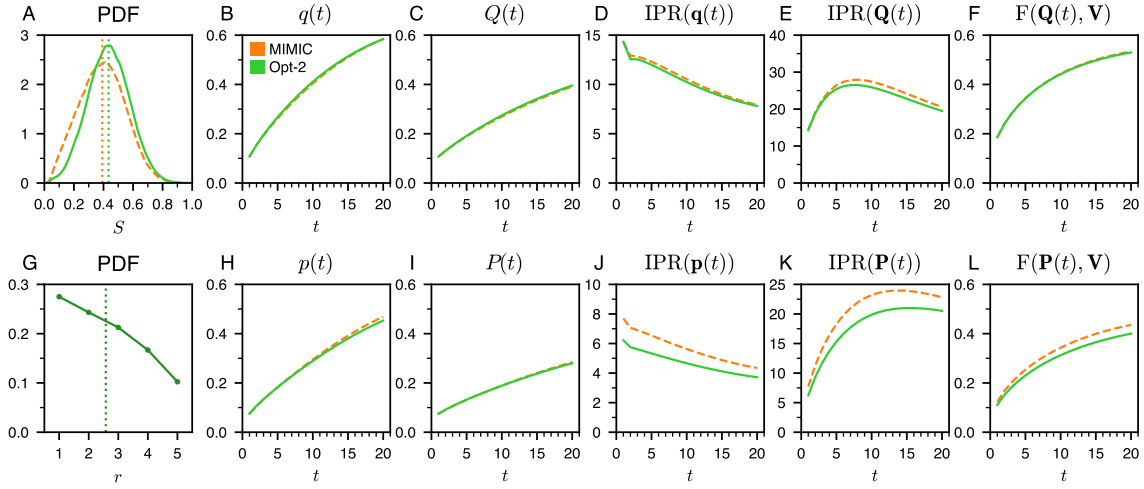 A PDF
3
2
1
0
0.0 0.2 0.4 0.6 0.8 1.0
S
B q(t)
MIMIC
Opt-2
0.6
0.4
0.2
0.0
0 5 10 15 20
t
C Q(t)
0.6
0.4
0.2
0.0
0 5 10 15 20
t
D IPR(q(t))
15
10
5
0
0 5 10 15 20
t
E IPR(Q(t))
40
30
20
10
0
0 5 10 15 20
t
F F(Q(t), V)
0.6
0.4
0.2
0.0
0 5 10 15 20
t
G PDF
0.3
0.2
0.1
0.0
1 2 3 4 5
r
H p(t)
0.6
0.4
0.2
0.0
0 5 10 15 20
t
I P(t)
0.6
0.4
0.2
0.0
0 5 10 15 20
t
J IPR(p(t))
10
8
6
4
2
0
0 5 10 15 20
t
K IPR(P(t))
25
20
15
10
5
0
0 5 10 15 20
t
L F(P(t), V)
0.6
0.4
0.2
0.0
0 5 10 15 20
t